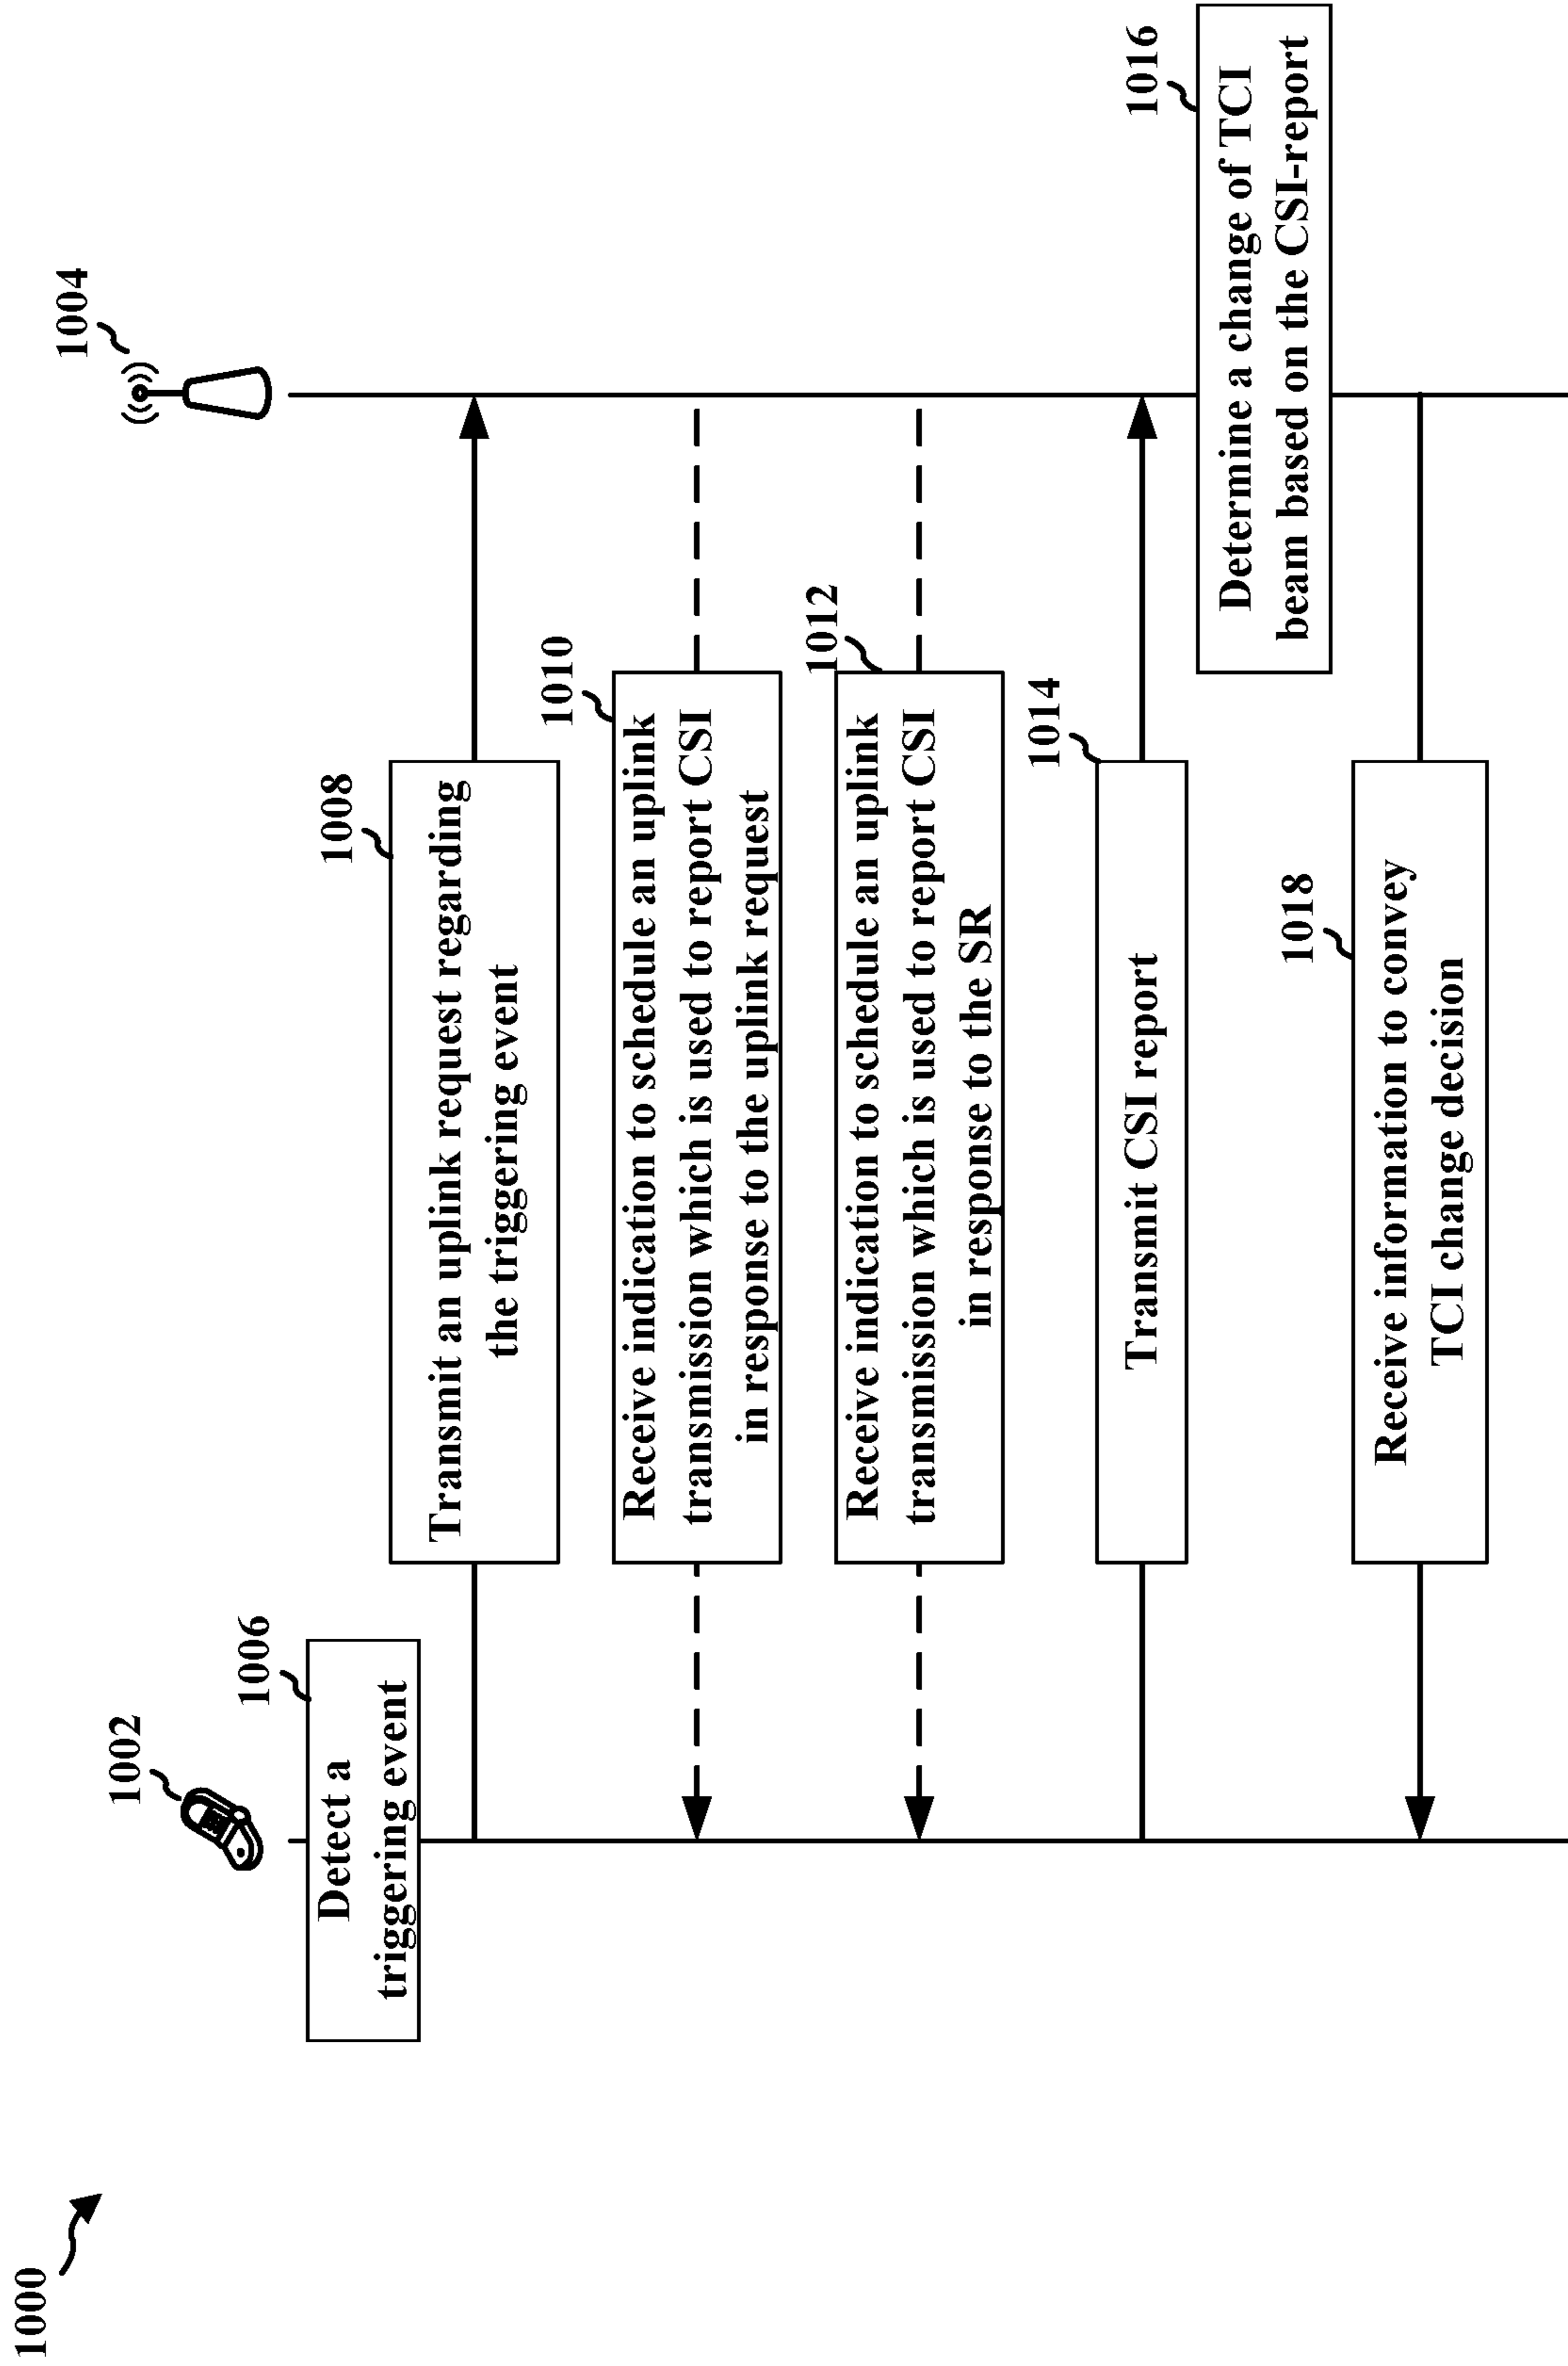 1000
1002
1004
1006
Detect a
triggering event
1008
Transmit an uplink request regarding
the triggering event
1010
Receive indication to schedule an uplink
transmission which is used to report CSI
in response to the uplink request
1012
Receive indication to schedule an uplink
transmission which is used to report CSI
in response to the SR
1014
Transmit CSI report
1016
Determine a change of TCI
beam based on the CSI-report
1018
Receive information to convey
TCI change decision